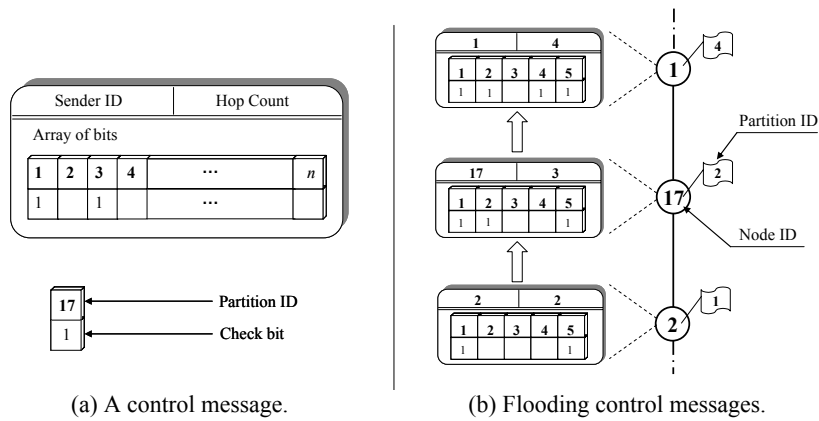 Sender ID Hop Count
Array of bits
1 2 3 4 ... n
1 1 ...
17 Partition ID
1 Check bit
(a) A control message.
1 4
1 2 3 4 5
1 1 1 1
1
4
17 3
1 2 3 4 5
1 1 1
17
2
Partition ID
Node ID
2 2
1 2 3 4 5
1 1
2
1
(b) Flooding control messages.